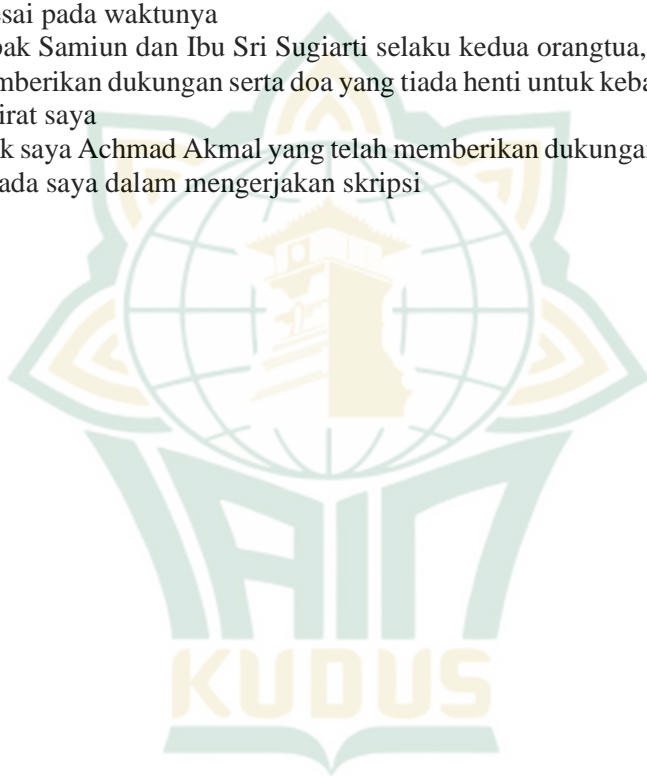 esai pada waktunya
pak Samiun dan Ibu Sri Sugiarti selaku kedua orangtua,
mberikan dukungan serta doa yang tiada henti untuk keba
irat saya
k saya Achmad Akmal yang telah memberikan dukungan
ada saya dalam mengerjakan skripsi
IAIN
KUDUS